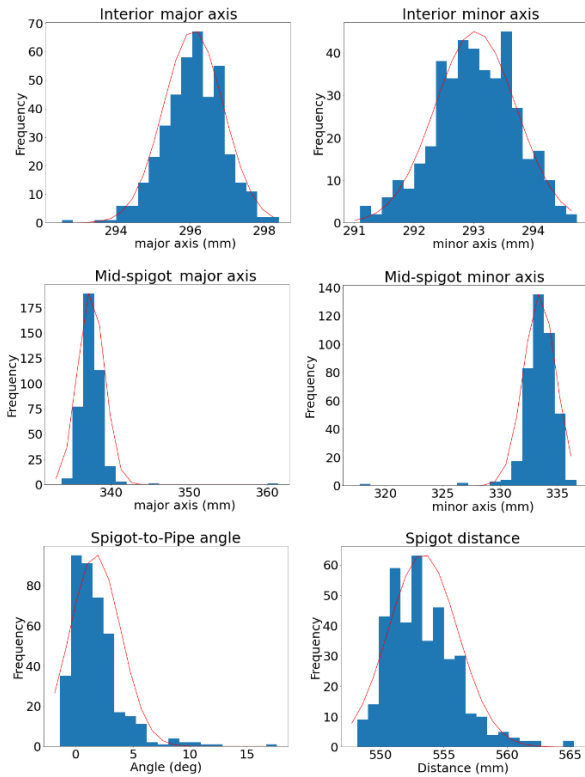 Interior major axis
Frequency
70
60
50
40
30
20
10
0
294 296 298
major axis (mm)
Interior minor axis
Frequency
40
30
20
10
0
291 292 293 294
minor axis (mm)
Mid-spigot major axis
Frequency
175
150
125
100
75
50
25
0
340 350 360
major axis (mm)
Mid-spigot minor axis
Frequency
140
120
100
80
60
40
20
0
320 325 330 335
minor axis (mm)
Spigot-to-Pipe angle
Frequency
80
60
40
20
0
0 5 10 15
Angle (deg)
Spigot distance
Frequency
60
50
40
30
20
10
0
550 555 560 565
Distance (mm)